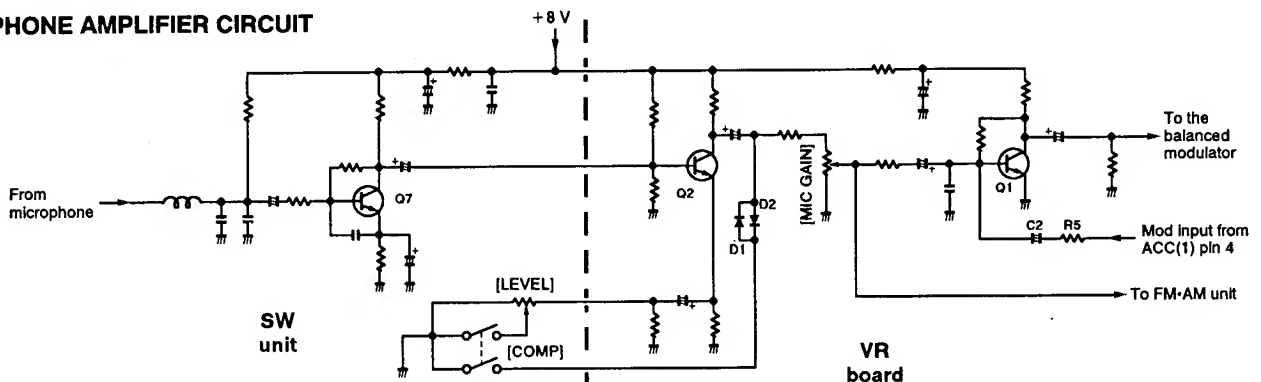 PHONE AMPLIFIER CIRCUIT
+8 V
From
microphone
Q7
SW
unit
[LEVEL]
[COMP]
Q2
D2
D1
[MIC GAIN]
Q1
C2
R5
To the
balanced
modulator
Mod input from
ACC(1) pin 4
To FM•AM unit
VR
board